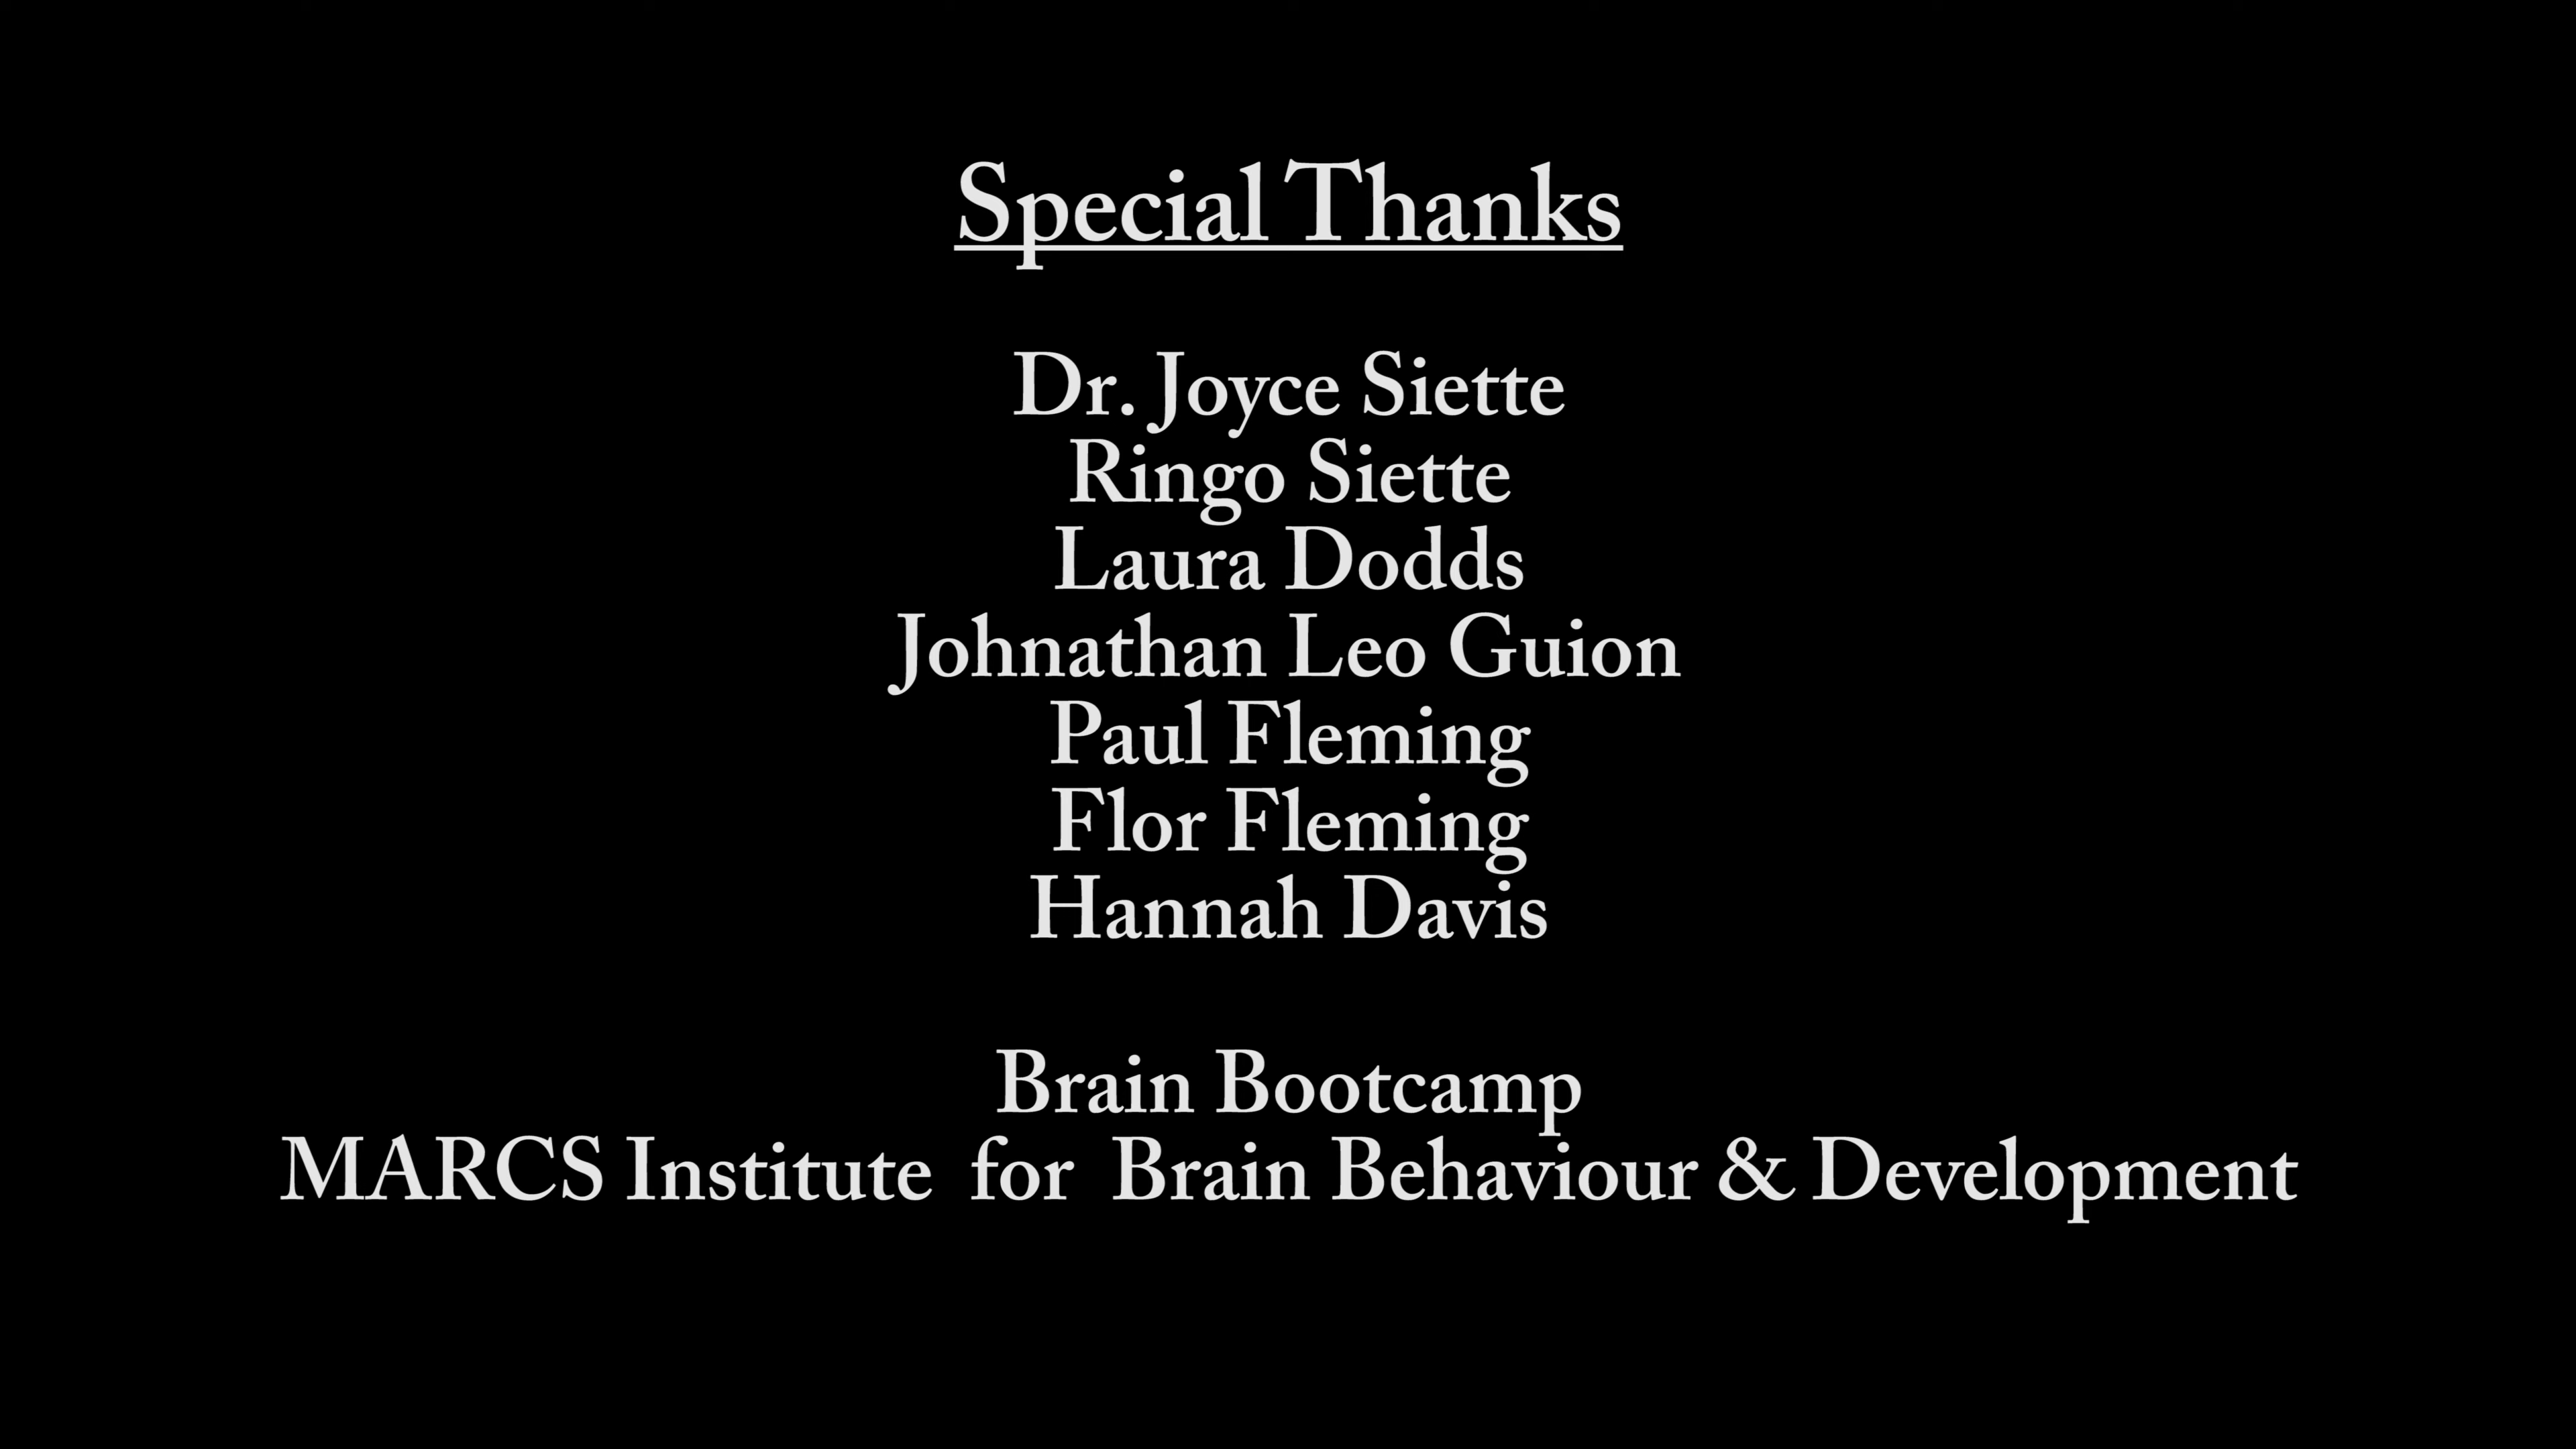 Special Thanks
Dr. Joyce Siette
Ringo Siette
Laura Dodds
Johnathan Leo Guion
Paul Fleming
Flor Fleming
Hannah Davis
Brain Bootcamp
MARCS Institute for Brain Behaviour & Development